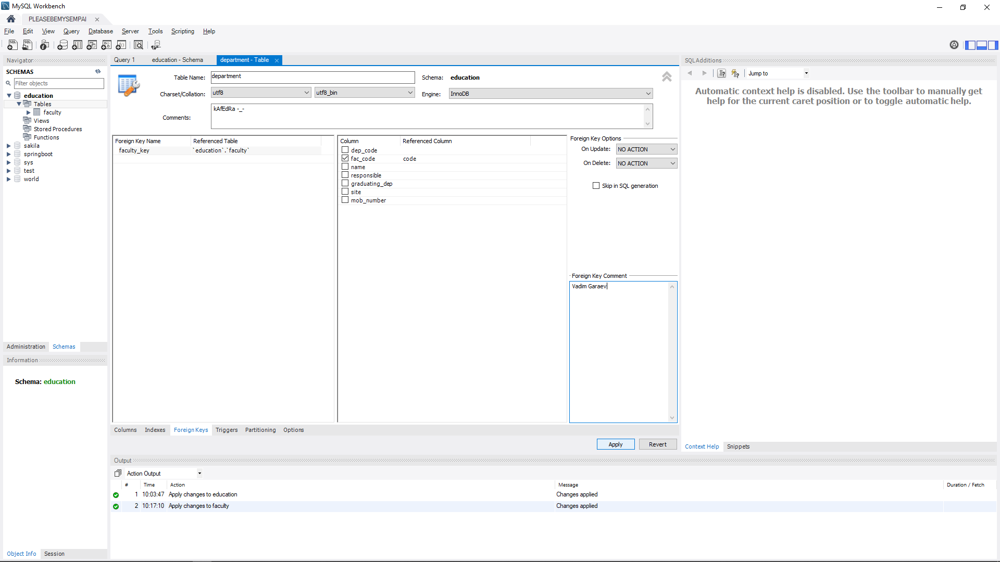 MySQL Workbench
PLEASEBEMYSEMPAI
File Edit View Query Database Server Tools Scripting Help
Navigator
SCHEMAS
Filter objects
education
Tables
faculty
Views
Stored Procedures
Functions
sakila
springboot
sys
test
world
Administration Schemas
Information
Schema: education
Object Info Session
Query 1 education - Schema department - Table
Table Name: department Schema: education
Charset/Collation: utf8 utf8_bin Engine: InnoDB
Comments: kAfEdRa -_-
Foreign Key Name Referenced Table
faculty_key `education`.`faculty`
Column Referenced Column
dep_code
fac_code code
name
responsible
graduating_dep
site
mob_number
Foreign Key Options
On Update: NO ACTION
On Delete: NO ACTION
Skip in SQL generation
Foreign Key Comment
Vadim Garaev
Columns Indexes Foreign Keys Triggers Partitioning Options
Apply Revert
SQLAdditions
Jump to
Automatic context help is disabled. Use the toolbar to manually get
help for the current caret position or to toggle automatic help.
Context Help Snippets
Output
Action Output
# Time Action Message Duration / Fetch
1 10:03:47 Apply changes to education Changes applied
2 10:17:10 Apply changes to faculty Changes applied